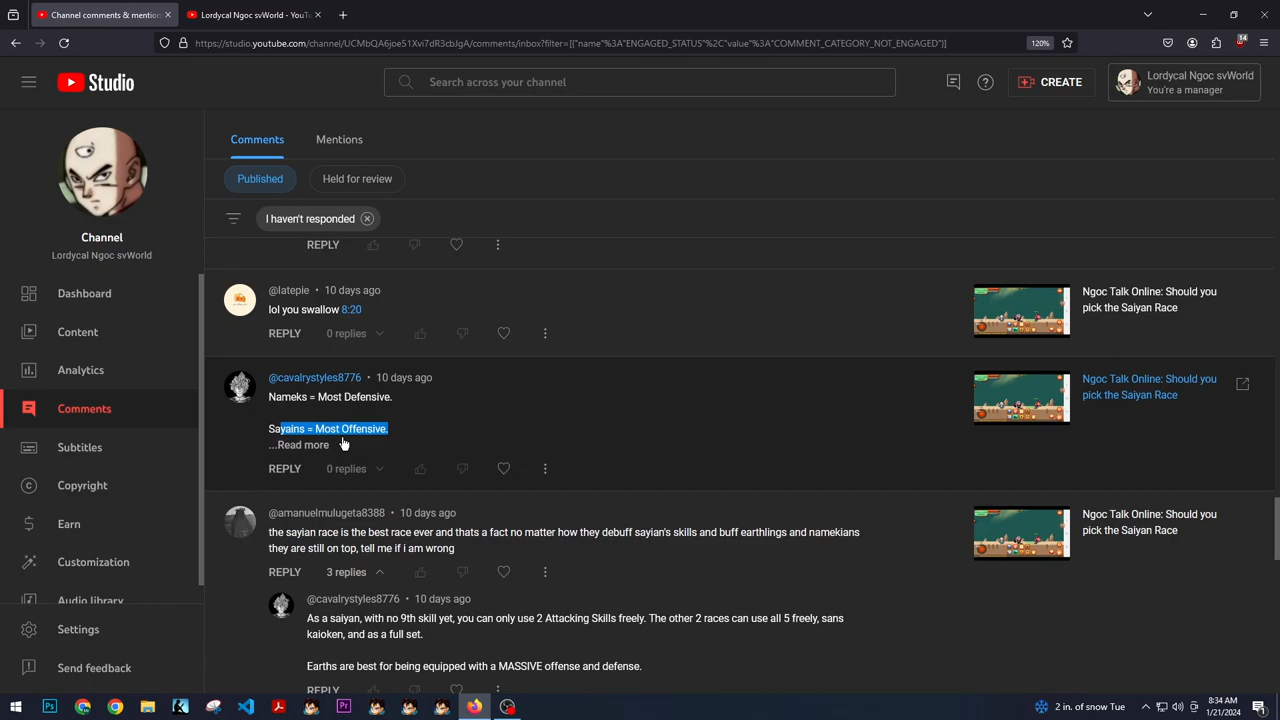 Channel comments & mention
Lordycal Ngoc svWorld - YouTu
https://studio.youtube.com/channel/UCMbQA6joe51Xvi7dR3cbJgA/comments/inbox?filter=[{"name"%3A"ENGAGED_STATUS"%2C"value"%3A"COMMENT_CATEGORY_NOT_ENGAGED"}]
120%
14
Studio
Search across your channel
CREATE
Lordycal Ngoc svWorld
You're a manager
Channel
Lordycal Ngoc svWorld
Dashboard
Content
Analytics
Comments
Subtitles
Copyright
Earn
Customization
Audio library
Settings
Send feedback
Comments
Mentions
Published
Held for review
I haven't responded
REPLY
@latepie • 10 days ago
lol you swallow 8:20
REPLY 0 replies
Ngoc Talk Online: Should you
pick the Saiyan Race
@cavalrystyles8776 • 10 days ago
Nameks = Most Defensive.
Sayains = Most Offensive.
...Read more
REPLY 0 replies
Ngoc Talk Online: Should you
pick the Saiyan Race
@amanuelmulugeta8388 • 10 days ago
the sayian race is the best race ever and thats a fact no matter how they debuff sayian's skills and buff earthlings and namekians
they are still on top, tell me if i am wrong
REPLY 3 replies
Ngoc Talk Online: Should you
pick the Saiyan Race
@cavalrystyles8776 • 10 days ago
As a saiyan, with no 9th skill yet, you can only use 2 Attacking Skills freely. The other 2 races can use all 5 freely, sans
kaioken, and as a full set.
Earths are best for being equipped with a MASSIVE offense and defense.
REPLY
2 in. of snow Tue
8:34 AM
1/21/2024